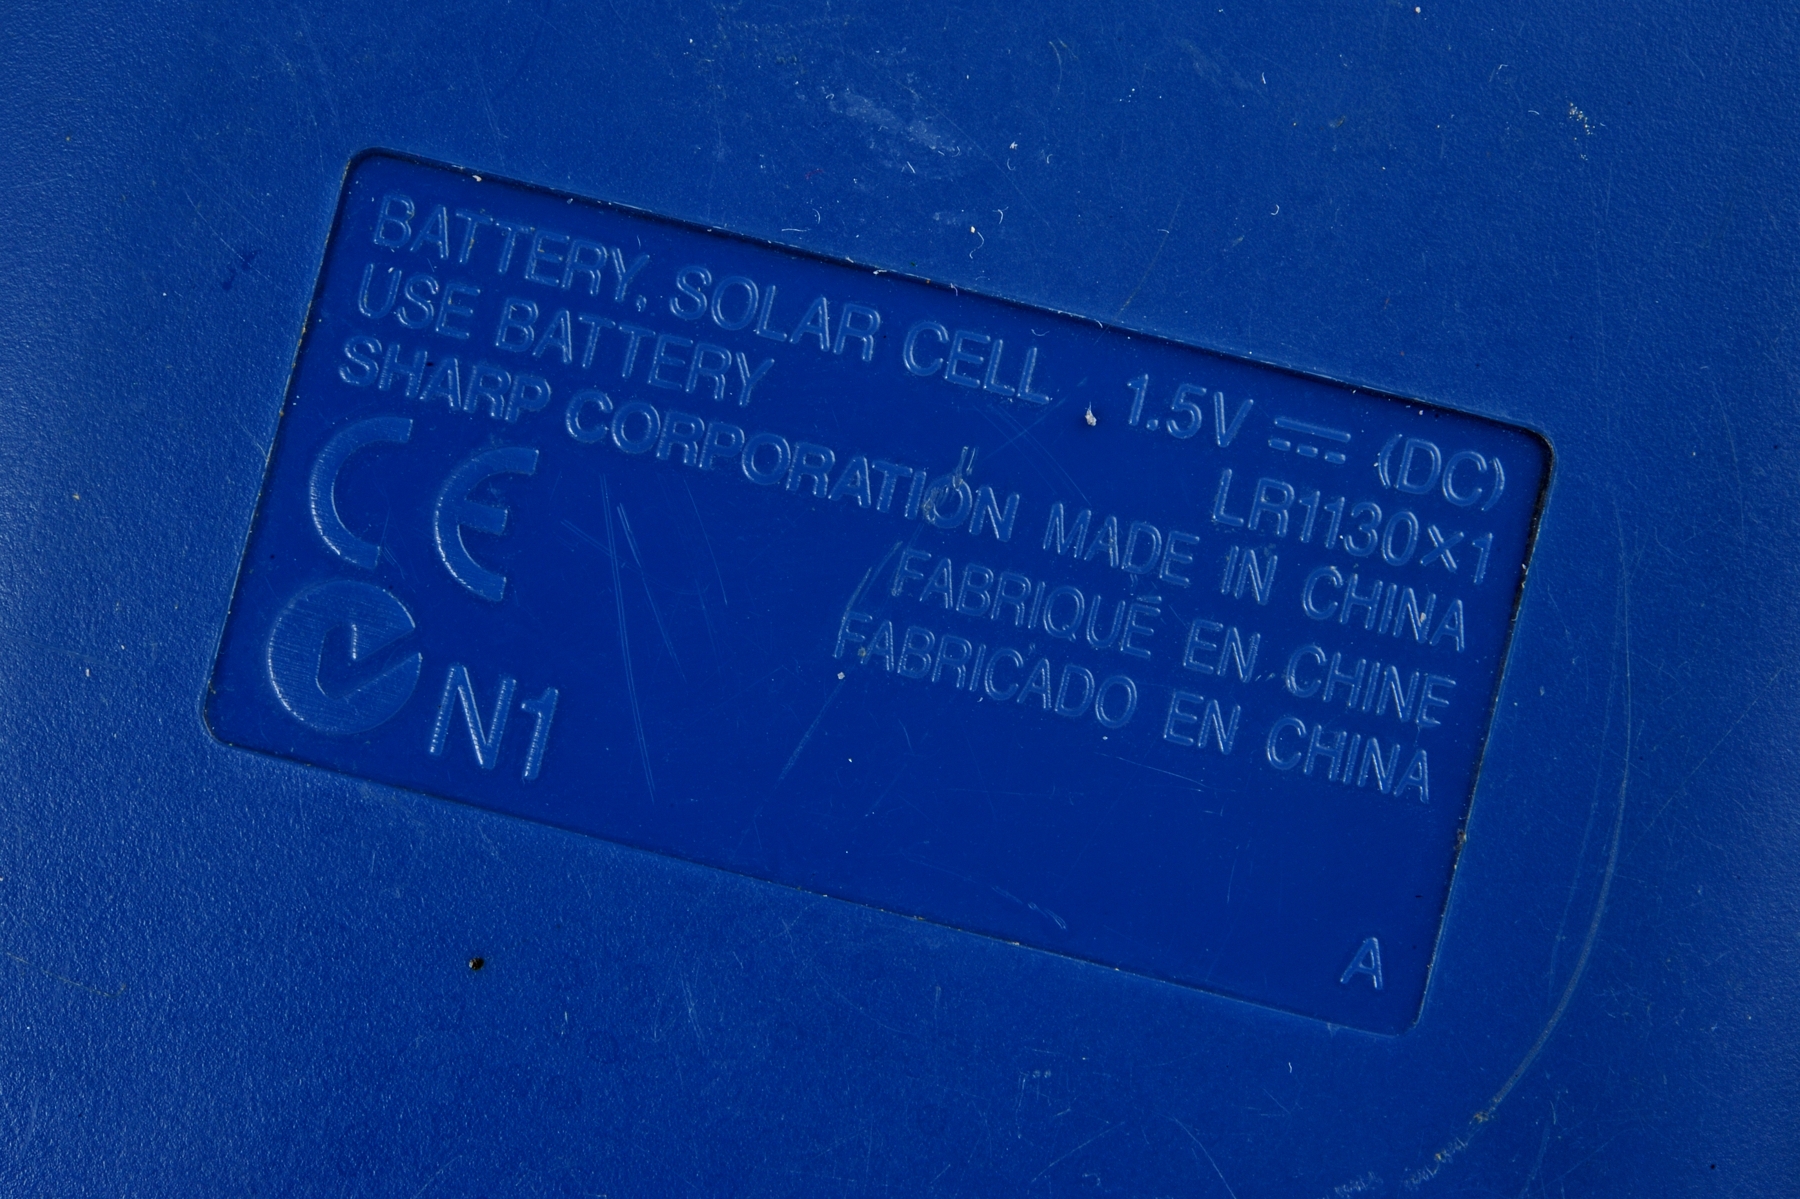 BATTERY, SOLAR CELL 1.5V ⎓ (DC)
USE BATTERY LR1130×1
SHARP CORPORATION MADE IN CHINA
FABRIQUÉ EN CHINE
FABRICADO EN CHINA
CE
N1
A